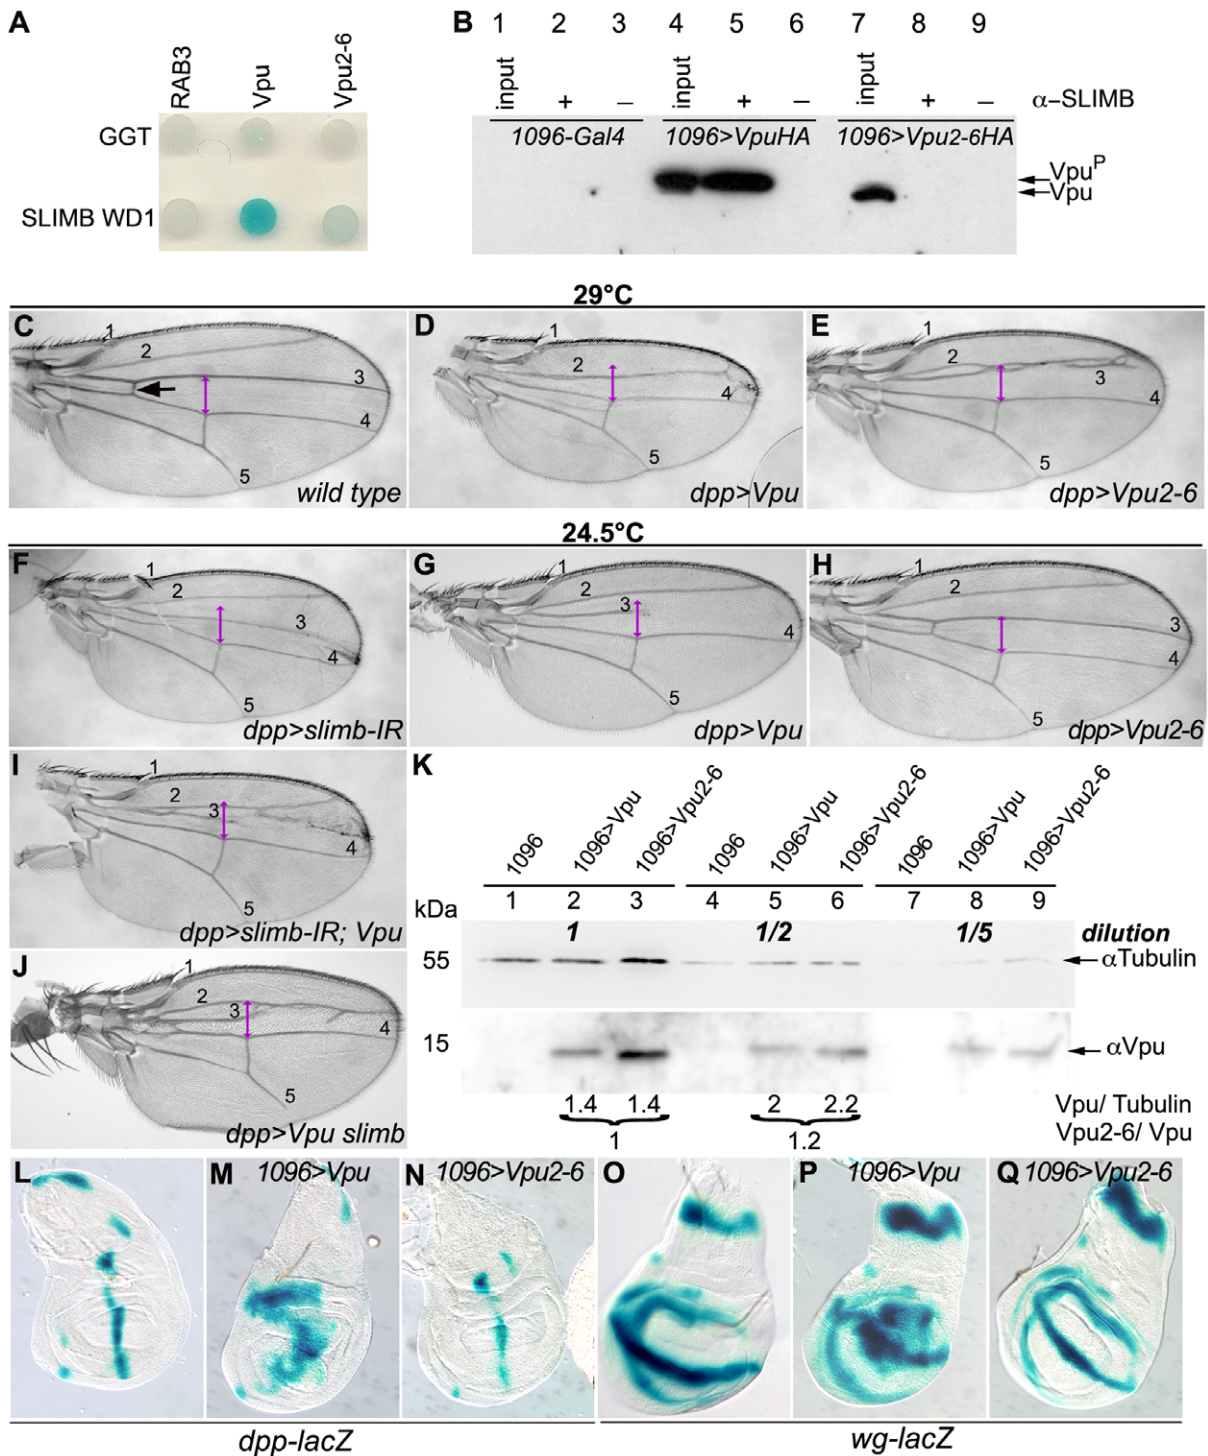 A
RAB3
Vpu
Vpu2-6
GGT
SLIMB WD1
B
1 2 3 4 5 6 7 8 9
input + – input + – input + – α–SLIMB
1096-Gal4 1096>VpuHA 1096>Vpu2-6HA
VpuP
Vpu
29°C
C
1
2
3
4
5
wild type
D
1
2
4
5
dpp>Vpu
E
1
2
3
4
5
dpp>Vpu2-6
24.5°C
F
1
2
3
4
5
dpp>slimb-IR
G
1
2
3
4
5
dpp>Vpu
H
1
2
3
4
5
dpp>Vpu2-6
I
1
2
3
4
5
dpp>slimb-IR; Vpu
J
1
2
3
4
5
dpp>Vpu slimb
K
1096 1096>Vpu 1096>Vpu2-6 1096 1096>Vpu 1096>Vpu2-6 1096 1096>Vpu 1096>Vpu2-6
kDa 1 2 3 4 5 6 7 8 9
1 1/2 1/5 dilution
55 αTubulin
15 αVpu
1.4 1.4 2 2.2 Vpu/ Tubulin
1 1.2 Vpu2-6/ Vpu
L
M 1096>Vpu
N 1096>Vpu2-6
O
P 1096>Vpu
Q 1096>Vpu2-6
dpp-lacZ
wg-lacZ